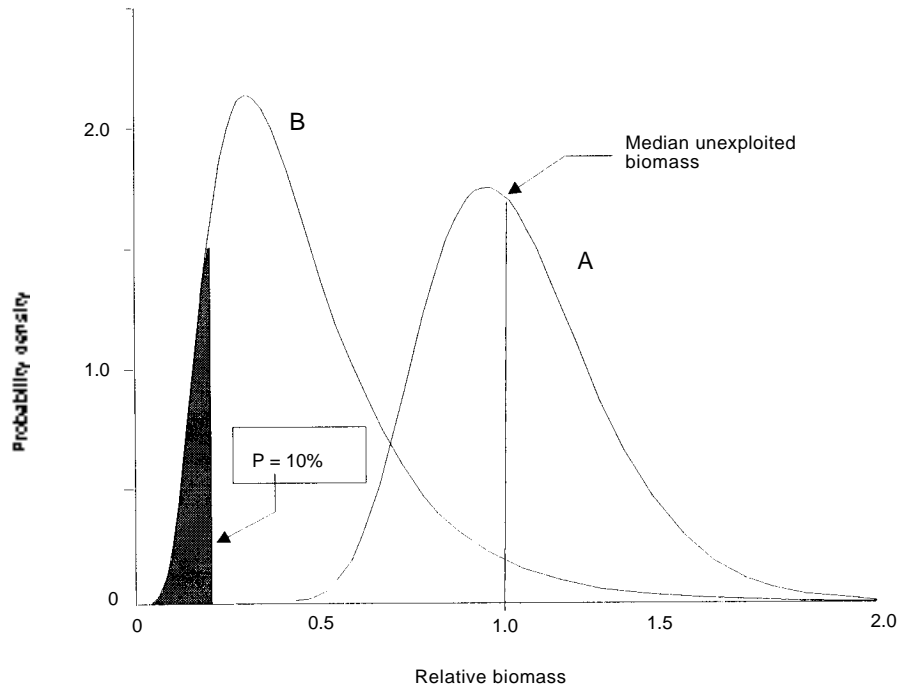 2.0
B
Median unexploited
biomass
A
Probability density
1.0
P = 10%
0
0
0.5
1.0
1.5
2.0
Relative biomass